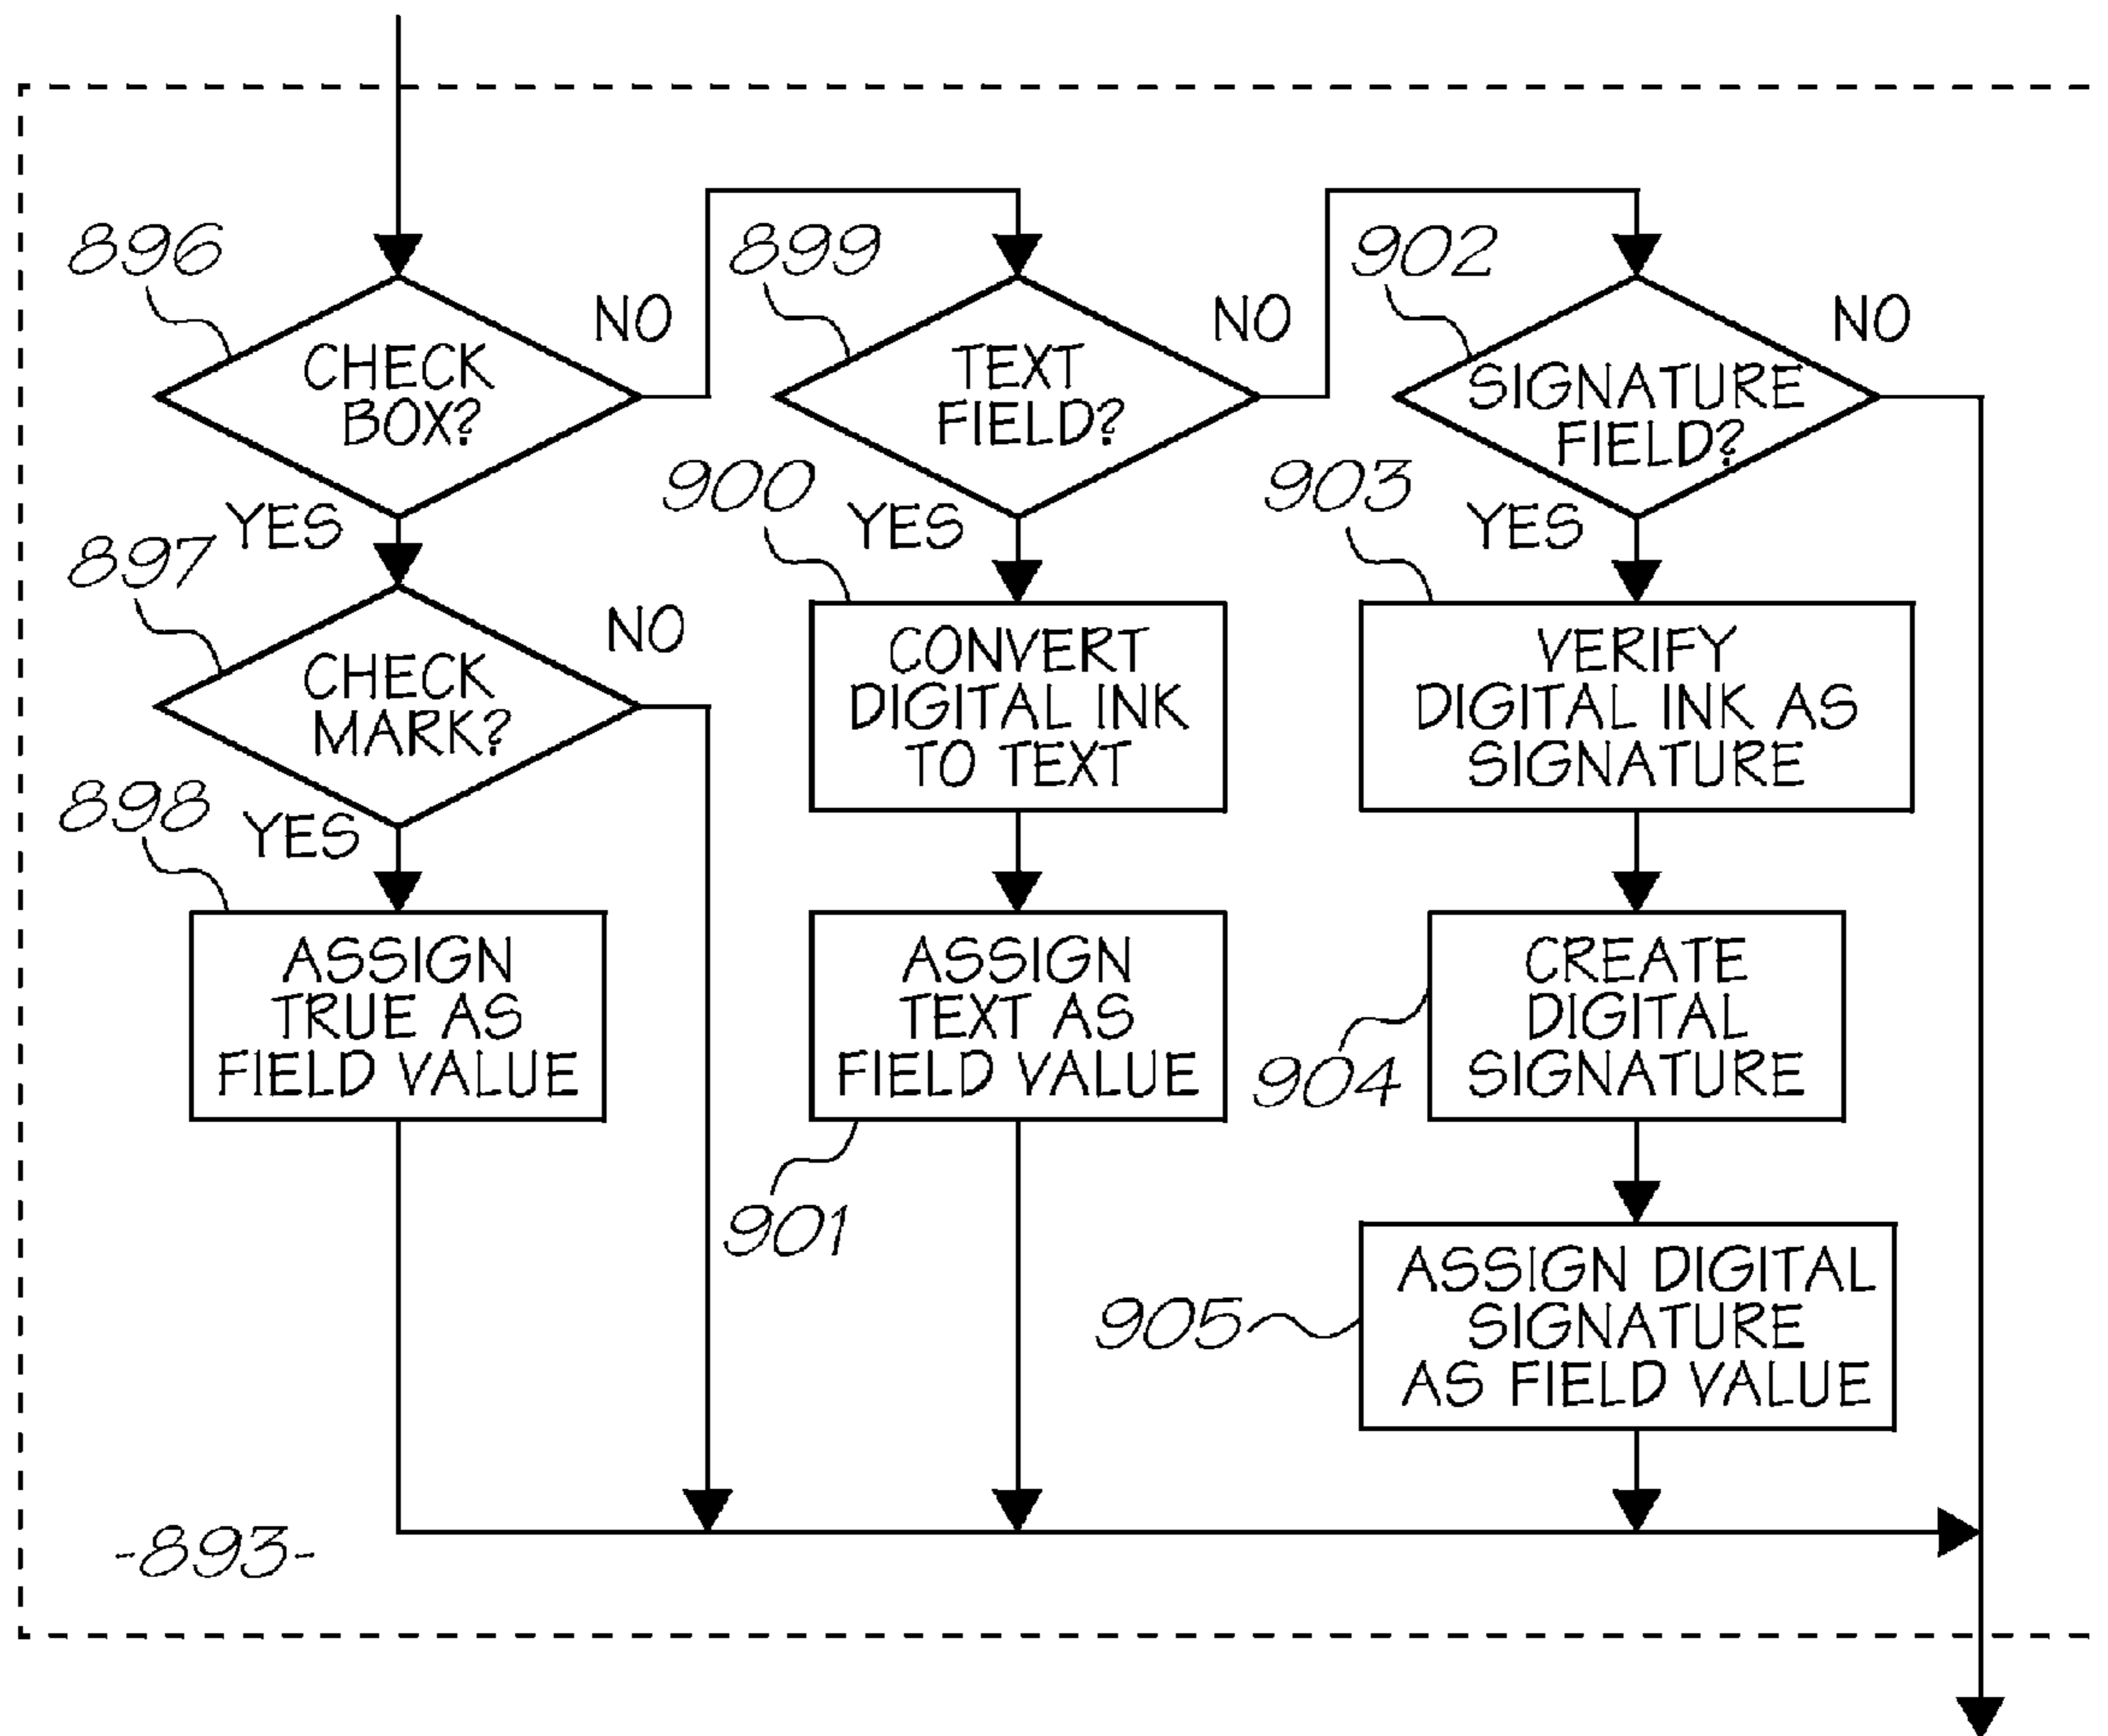 896
CHECK
BOX?
NO
YES
897
CHECK
MARK?
NO
YES
898
ASSIGN
TRUE AS
FIELD VALUE
899
TEXT
FIELD?
NO
YES
900
CONVERT
DIGITAL INK
TO TEXT
ASSIGN
TEXT AS
FIELD VALUE
901
902
SIGNATURE
FIELD?
NO
YES
903
VERIFY
DIGITAL INK AS
SIGNATURE
CREATE
DIGITAL
SIGNATURE
904
ASSIGN DIGITAL
SIGNATURE
AS FIELD VALUE
905
-893-